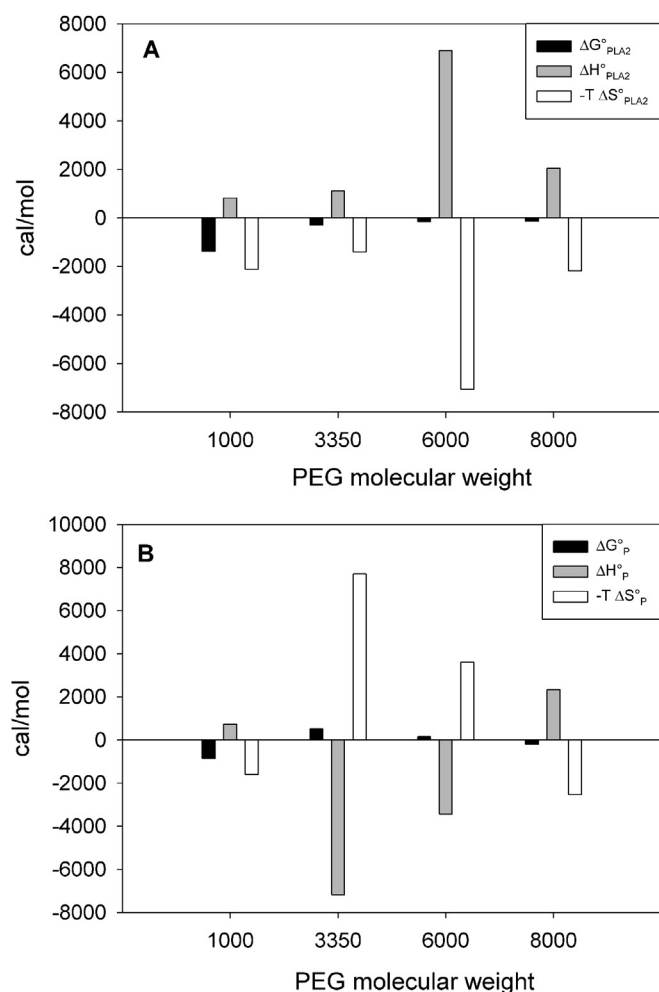 A
ΔG°PLA2
ΔH°PLA2
-T ΔS°PLA2
8000
6000
4000
2000
0
-2000
-4000
-6000
-8000
cal/mol
1000 3350 6000 8000
PEG molecular weight
B
ΔG°P
ΔH°P
-T ΔS°P
10000
8000
6000
4000
2000
0
-2000
-4000
-6000
-8000
cal/mol
1000 3350 6000 8000
PEG molecular weight